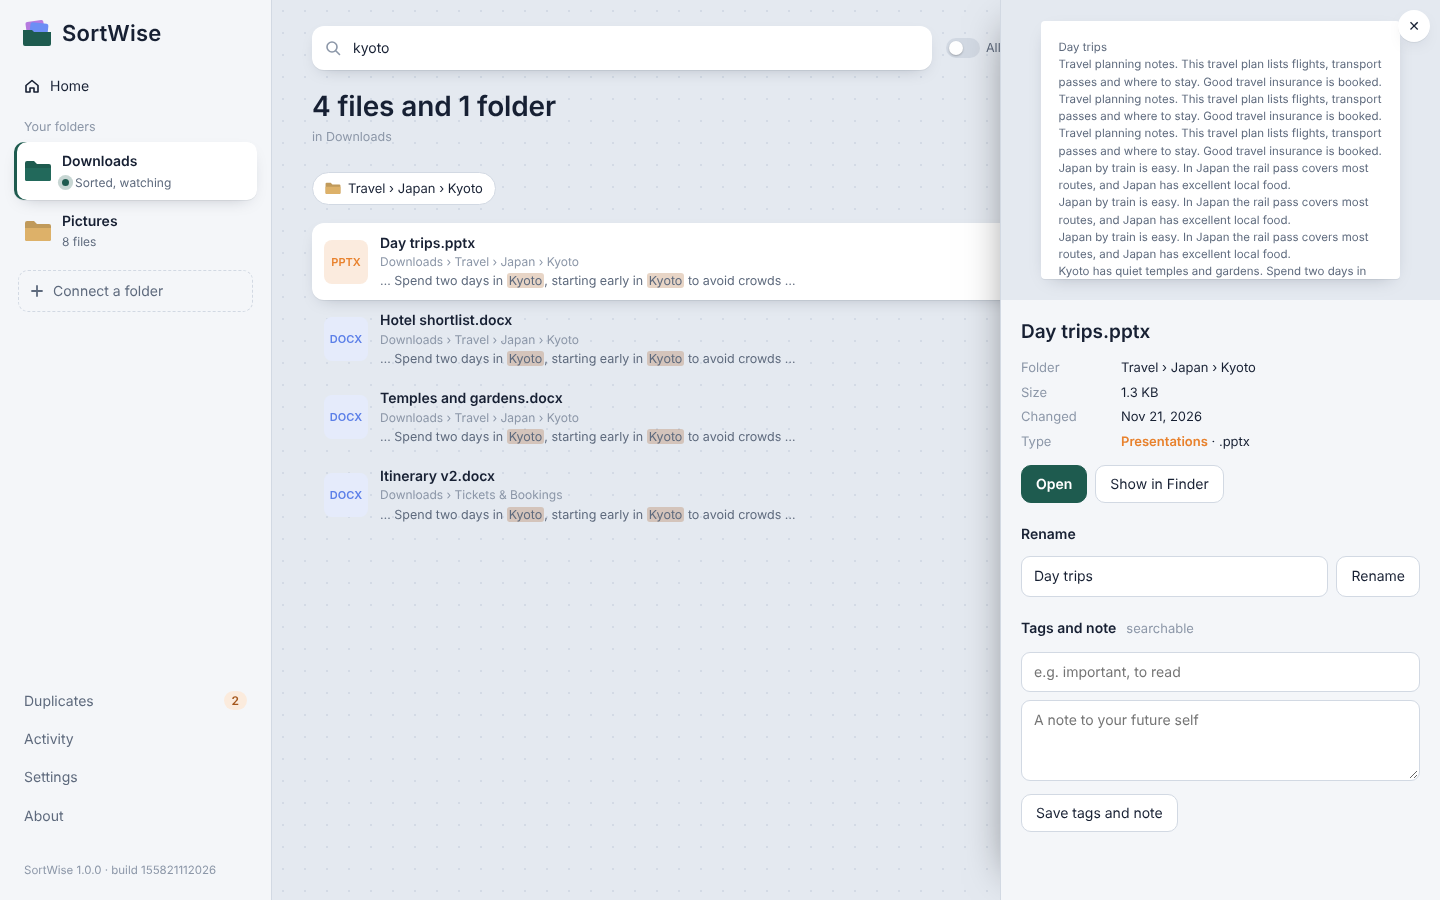 SortWise
Home
Your folders
Downloads
Sorted, watching
Pictures
8 files
Connect a folder
Duplicates
2
Activity
Settings
About
SortWise 1.0.0 · build 155821112026
kyoto
All
4 files and 1 folder
in Downloads
Travel › Japan › Kyoto
PPTX
Day trips.pptx
Downloads › Travel › Japan › Kyoto
... Spend two days in Kyoto, starting early in Kyoto to avoid crowds ...
DOCX
Hotel shortlist.docx
Downloads › Travel › Japan › Kyoto
... Spend two days in Kyoto, starting early in Kyoto to avoid crowds ...
DOCX
Temples and gardens.docx
Downloads › Travel › Japan › Kyoto
... Spend two days in Kyoto, starting early in Kyoto to avoid crowds ...
DOCX
Itinerary v2.docx
Downloads › Tickets & Bookings
... Spend two days in Kyoto, starting early in Kyoto to avoid crowds ...
Day trips
Travel planning notes. This travel plan lists flights, transport
passes and where to stay. Good travel insurance is booked.
Travel planning notes. This travel plan lists flights, transport
passes and where to stay. Good travel insurance is booked.
Travel planning notes. This travel plan lists flights, transport
passes and where to stay. Good travel insurance is booked.
Japan by train is easy. In Japan the rail pass covers most
routes, and Japan has excellent local food.
Japan by train is easy. In Japan the rail pass covers most
routes, and Japan has excellent local food.
Japan by train is easy. In Japan the rail pass covers most
routes, and Japan has excellent local food.
Kyoto has quiet temples and gardens. Spend two days in
Day trips.pptx
Folder Travel › Japan › Kyoto
Size 1.3 KB
Changed Nov 21, 2026
Type Presentations · .pptx
Open Show in Finder
Rename
Day trips Rename
Tags and note searchable
e.g. important, to read
A note to your future self
Save tags and note